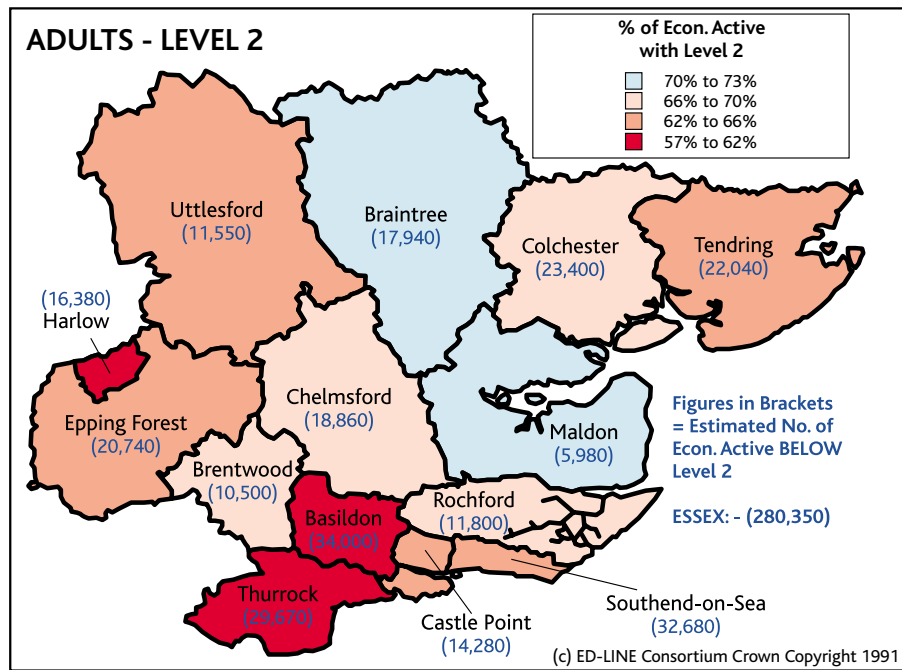 ADULTS - LEVEL 2
% of Econ. Active
with Level 2
70% to 73%
66% to 70%
62% to 66%
57% to 62%
Uttlesford
(11,550)
Braintree
(17,940)
Colchester
(23,400)
Tendring
(22,040)
(16,380)
Harlow
Epping Forest
(20,740)
Chelmsford
(18,860)
Maldon
(5,980)
Figures in Brackets
= Estimated No. of
Econ. Active BELOW
Level 2
ESSEX: - (280,350)
Brentwood
(10,500)
Basildon
(34,000)
Rochford
(11,800)
Thurrock
(29,670)
Castle Point
(14,280)
Southend-on-Sea
(32,680)
(c) ED-LINE Consortium Crown Copyright 1991